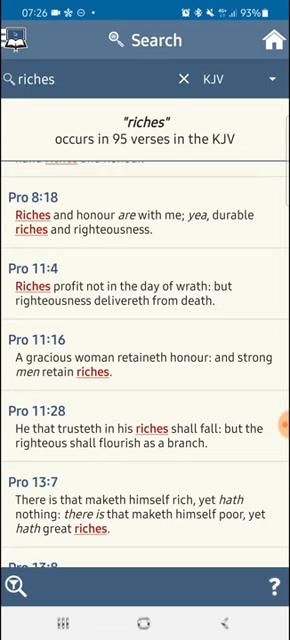 07:26
93%
Search
riches
KJV
"riches"
occurs in 95 verses in the KJV
Pro 8:18
Riches and honour are with me; yea, durable
riches and righteousness.
Pro 11:4
Riches profit not in the day of wrath: but
righteousness delivereth from death.
Pro 11:16
A gracious woman retaineth honour: and strong
men retain riches.
Pro 11:28
He that trusteth in his riches shall fall: but the
righteous shall flourish as a branch.
Pro 13:7
There is that maketh himself rich, yet hath
nothing: there is that maketh himself poor, yet
hath great riches.
Pro 13:8
?